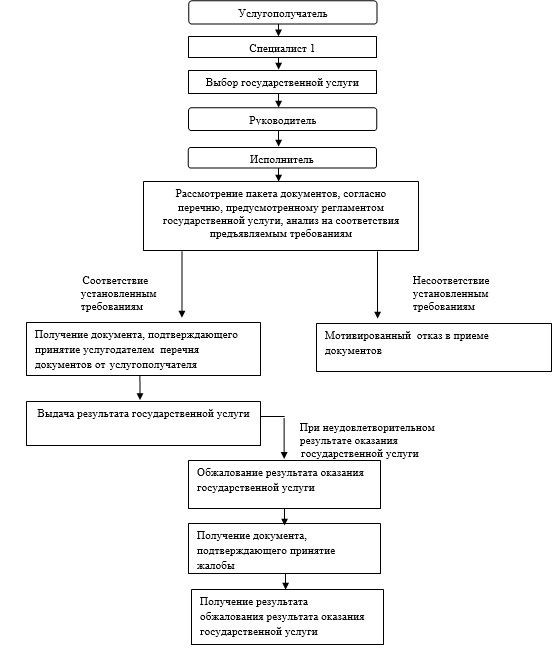 Услугополучатель
Специалист 1
Выбор государственной услуги
Руководитель
Исполнитель
Рассмотрение пакета документов, согласно
перечню, предусмотренному регламентом
государственной услуги, анализ на соответствия
предъявляемым требованиям
Соответствие
установленным
требованиям
Несоответствие
установленным
требованиям
Получение документа, подтверждающего
принятие услугодателем перечня
документов от услугополучателя
Мотивированный отказ в приеме
документов
Выдача результата государственной услуги
При неудовлетворительном
результате оказания
государственной услуги
Обжалование результата оказания
государственной услуги
Получение документа,
подтверждающего принятие
жалобы
Получение результата
обжалования результата оказания
государственной услуги